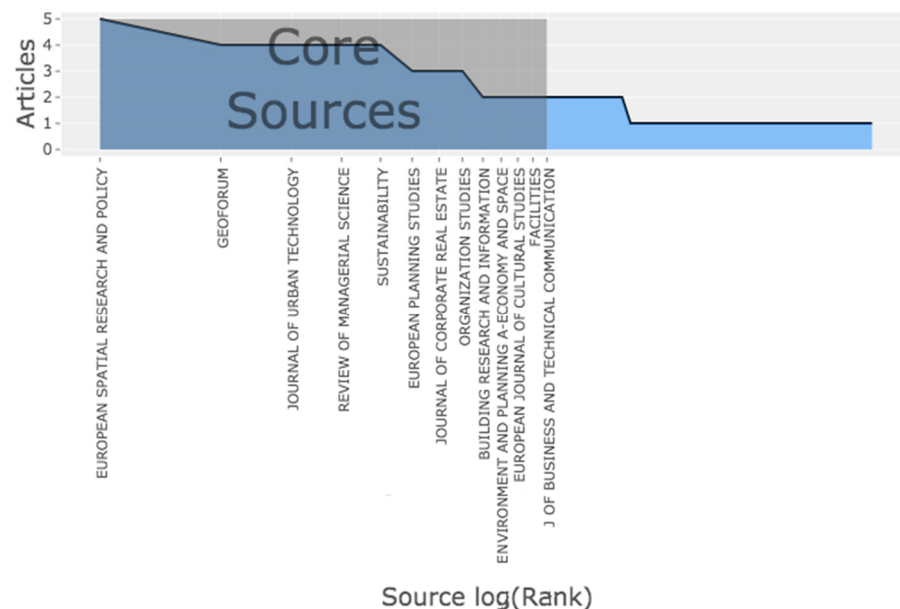 Articles
5
4
3
2
1
0
Core
Sources
EUROPEAN SPATIAL RESEARCH AND POLICY
GEOFORUM
JOURNAL OF URBAN TECHNOLOGY
REVIEW OF MANAGERIAL SCIENCE
SUSTAINABILITY
EUROPEAN PLANNING STUDIES
JOURNAL OF CORPORATE REAL ESTATE
ORGANIZATION STUDIES
BUILDING RESEARCH AND INFORMATION
ENVIRONMENT AND PLANNING A-ECONOMY AND SPACE
EUROPEAN JOURNAL OF CULTURAL STUDIES
FACILITIES
J OF BUSINESS AND TECHNICAL COMMUNICATION
Source log(Rank)